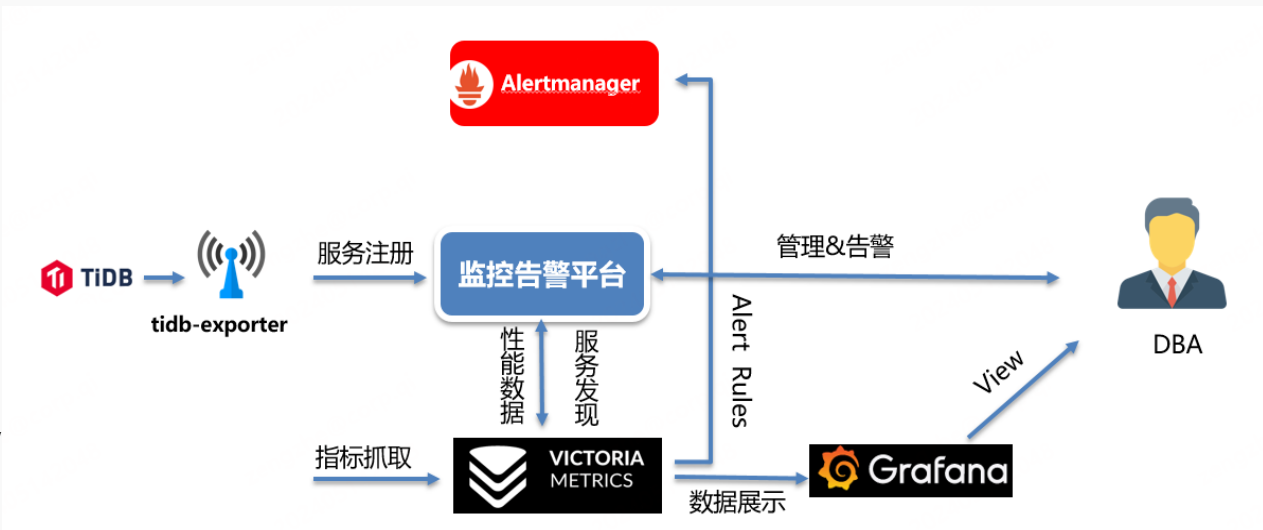 Alertmanager
服务注册
管理&告警
TiDB
监控告警平台
tidb-exporter
性能数据
服务发现
Alert Rules
DBA
View
指标抓取
VICTORIA
METRICS
数据展示
Grafana